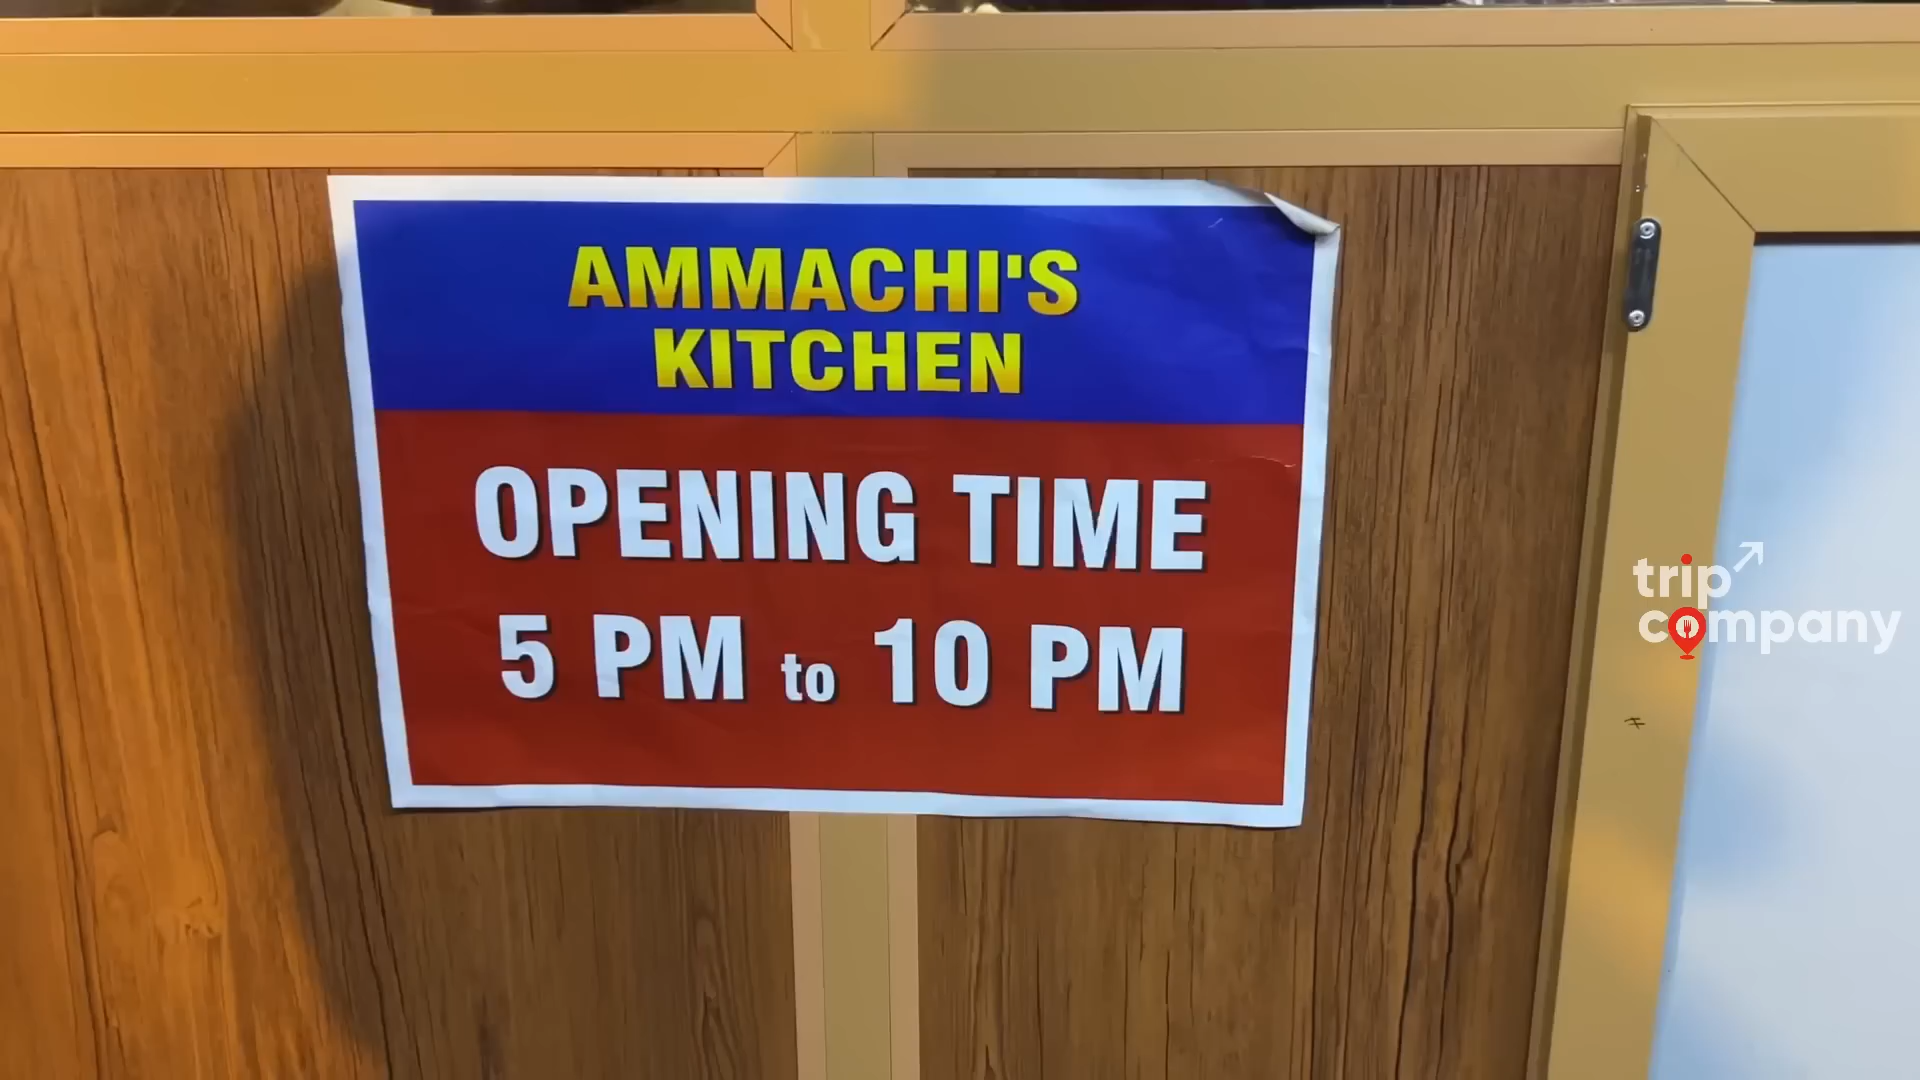 AMMACHI'S
KITCHEN
OPENING TIME
5 PM to 10 PM
trip
company